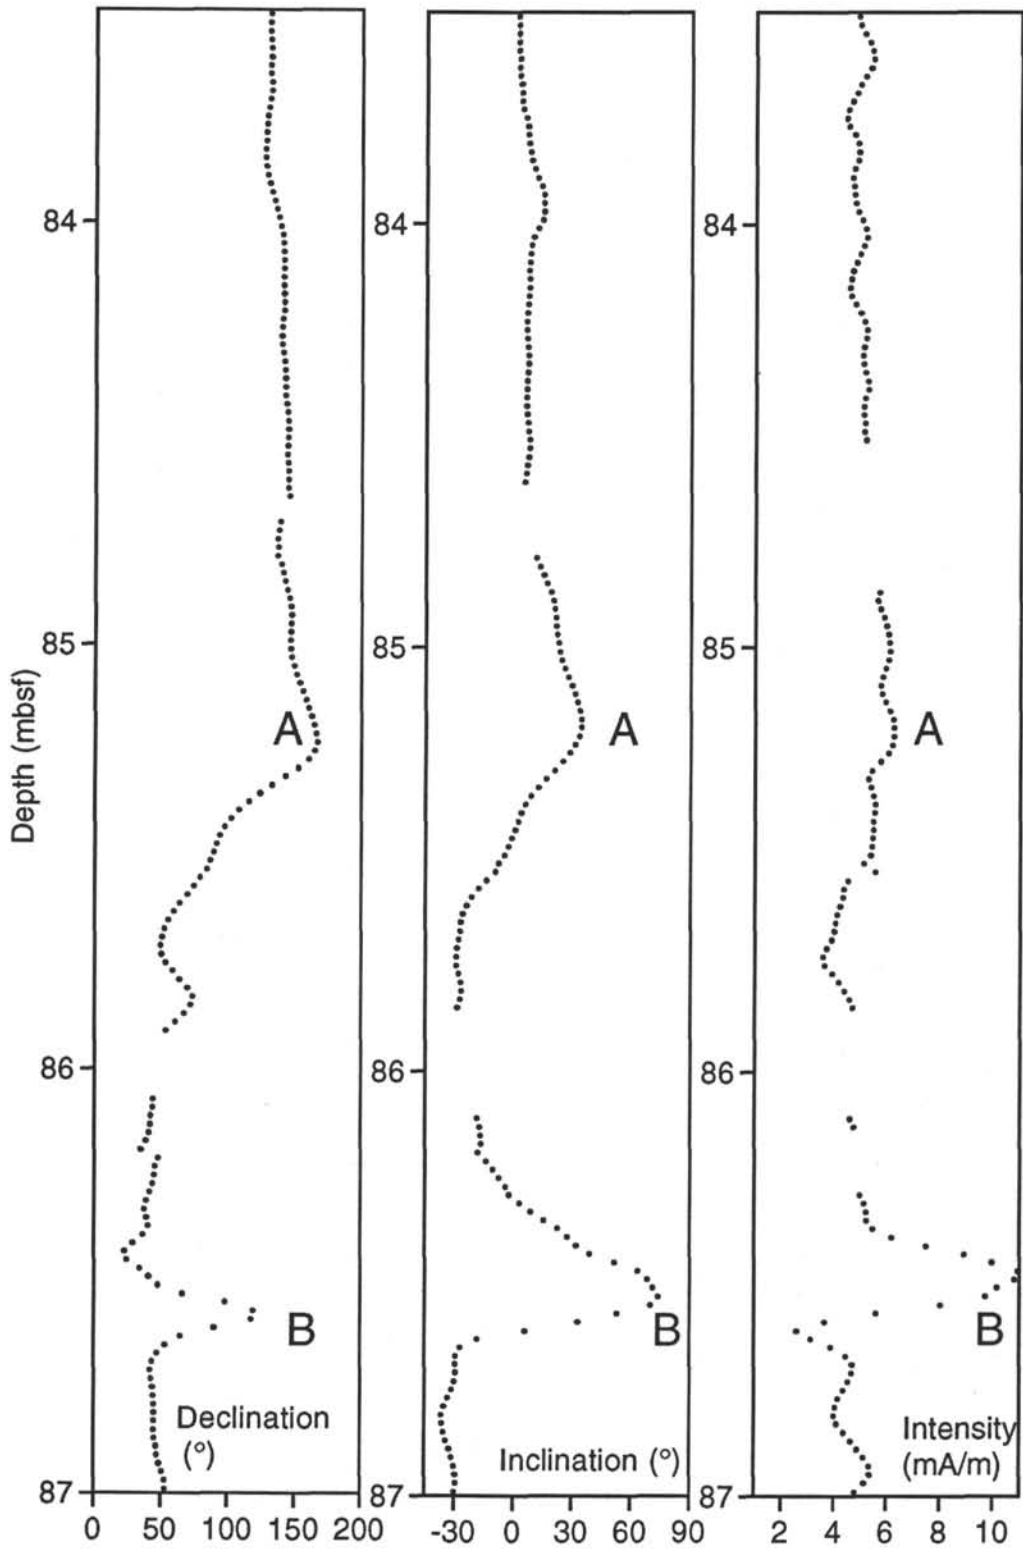 84
85
86
87
Depth (mbsf)
A
B
Declination
(°)
0 50 100 150 200
84
85
86
87
A
B
Inclination (°)
-30 0 30 60 90
84
85
86
87
A
B
Intensity
(mA/m)
2 4 6 8 10